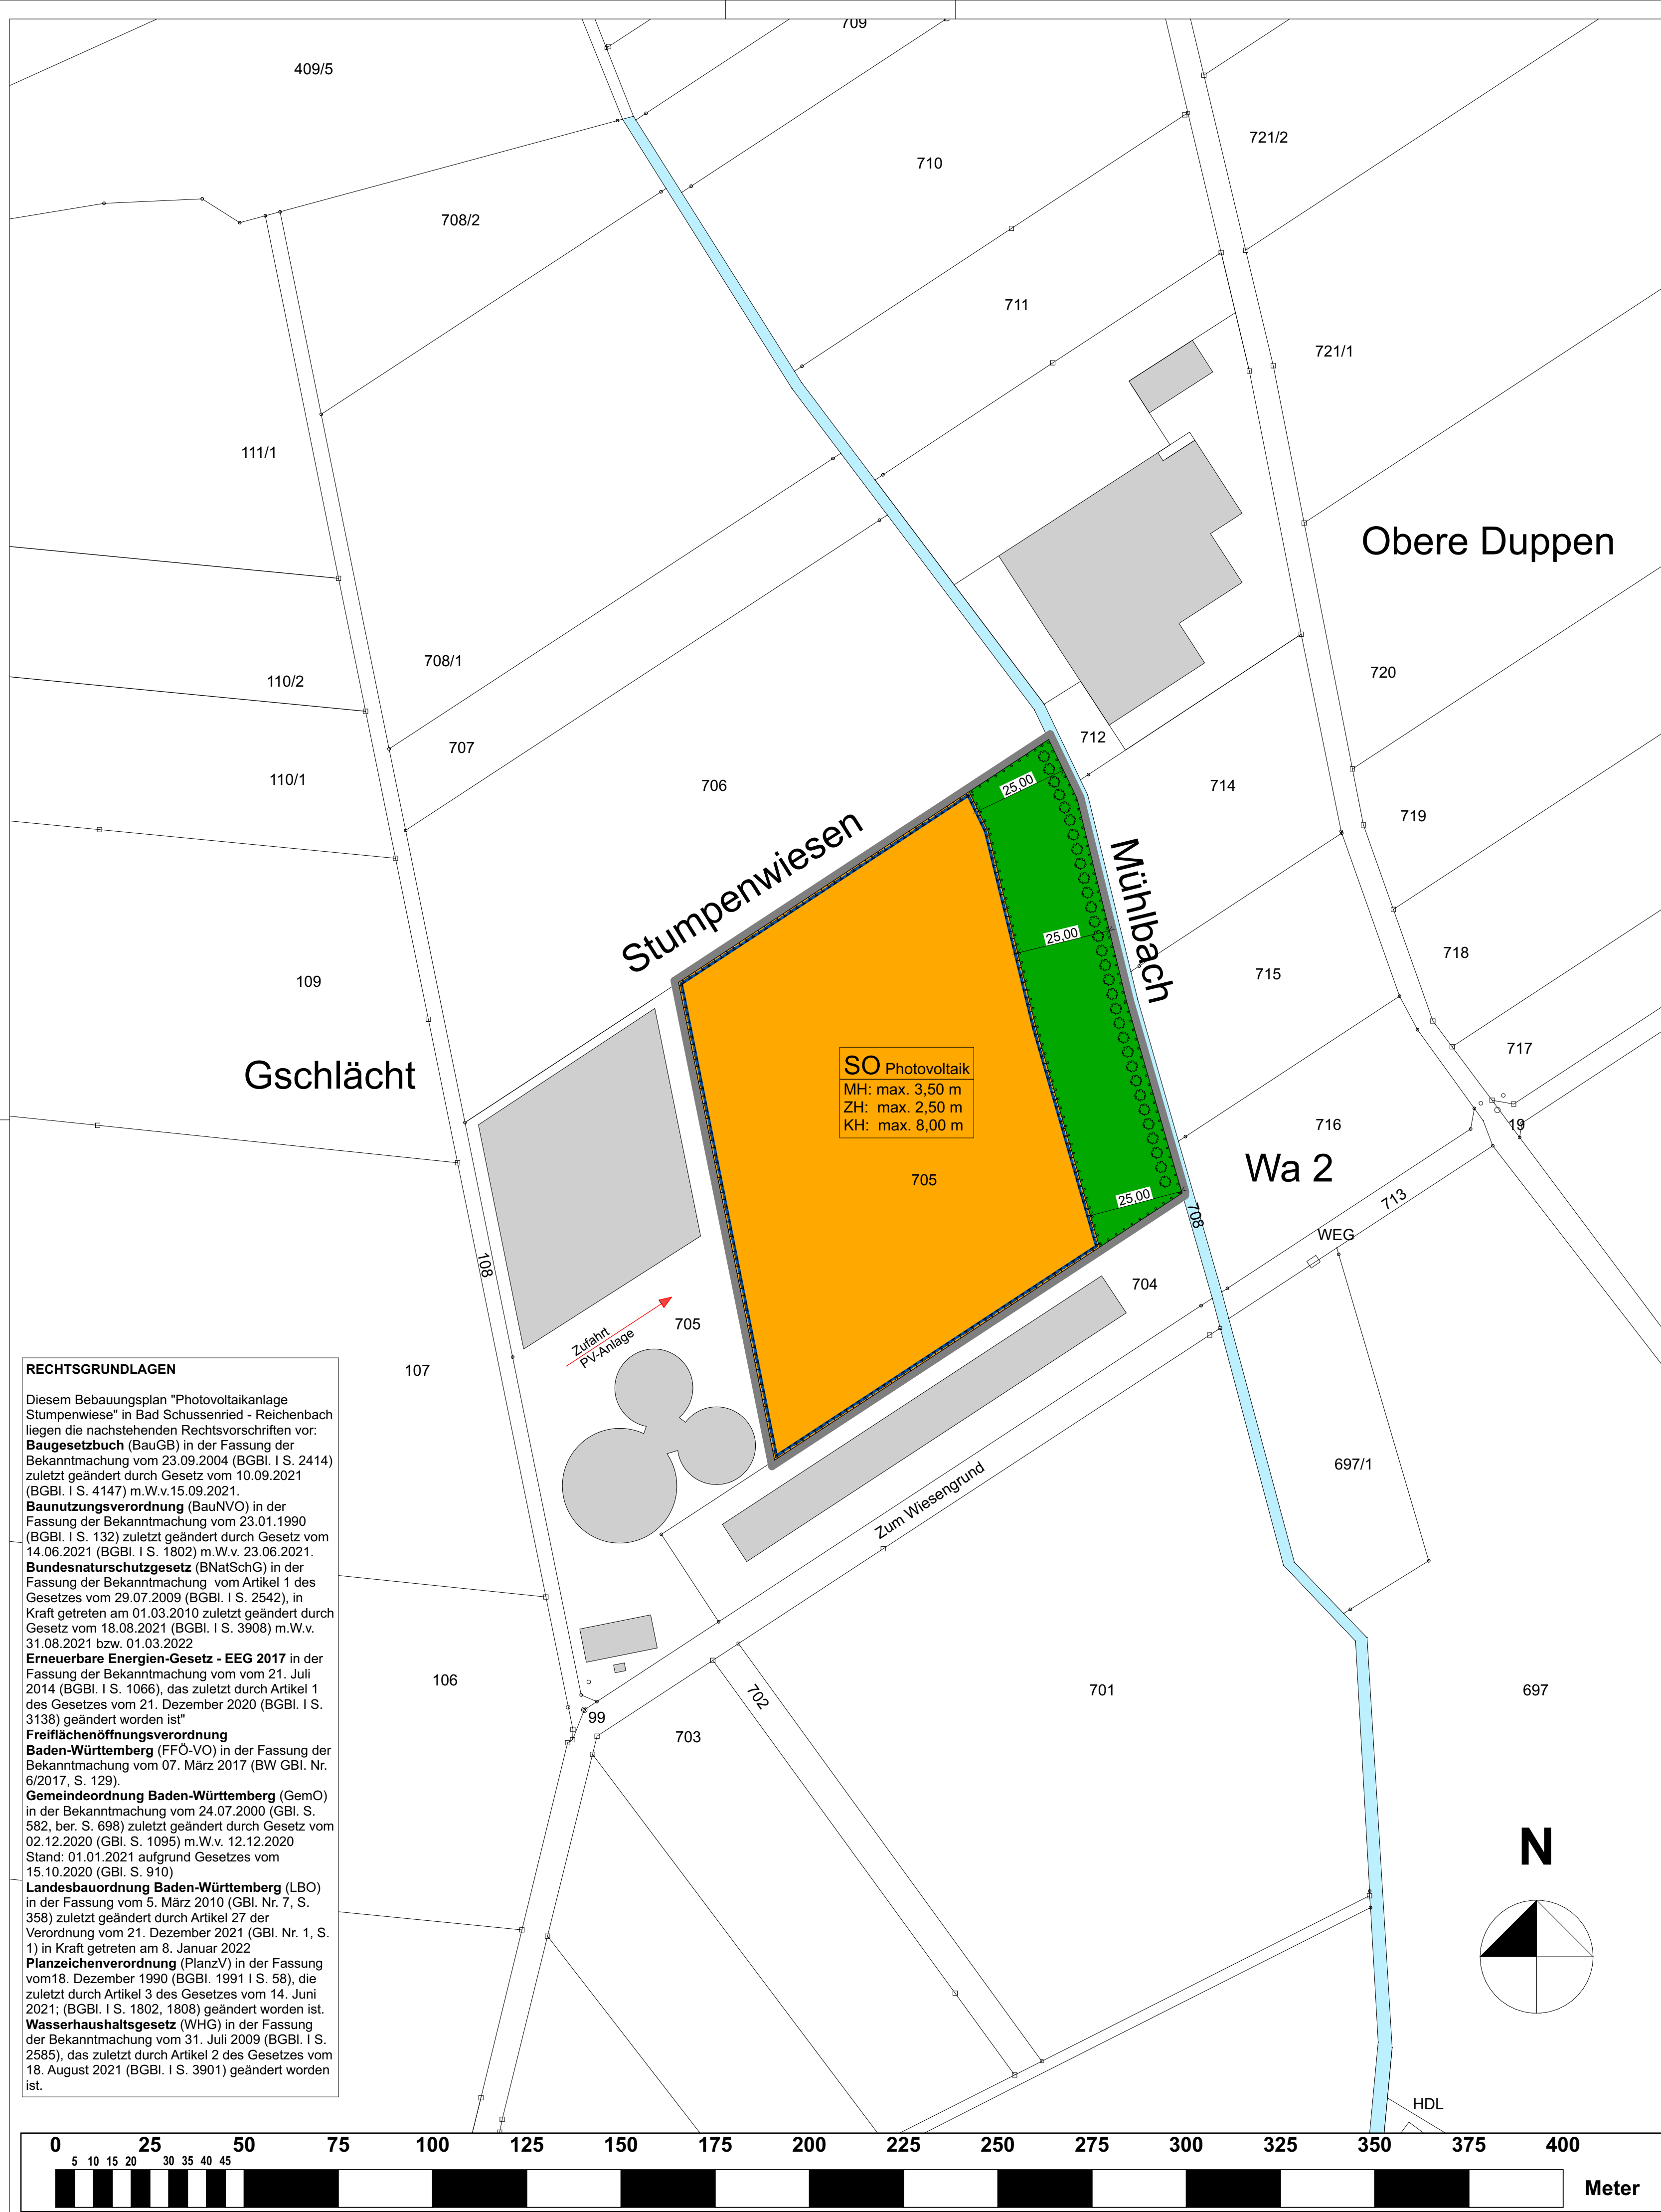 709
409/5
721/2
710
708/2
711
721/1
111/1
Obere Duppen
708/1
720
110/2
712
707
110/1
706
714
25,00
719
Stumpenwiesen
Mühlbach
25,00
718
109
715
Gschlächt
717
SO Photovoltaik
MH: max. 3,50 m
ZH: max. 2,50 m
KH: max. 8,00 m
716
19
Wa 2
705
25,00
713
708
WEG
108
704
705
Zufahrt
PV-Anlage
107
697/1
Zum Wiesengrund
106
701
697
702
99
703
RECHTSGRUNDLAGEN
Diesem Bebauungsplan "Photovoltaikanlage
Stumpenwiese" in Bad Schussenried - Reichenbach
liegen die nachstehenden Rechtsvorschriften vor:
Baugesetzbuch (BauGB) in der Fassung der
Bekanntmachung vom 23.09.2004 (BGBl. I S. 2414)
zuletzt geändert durch Gesetz vom 10.09.2021
(BGBl. I S. 4147) m.W.v.15.09.2021.
Baunutzungsverordnung (BauNVO) in der
Fassung der Bekanntmachung vom 23.01.1990
(BGBl. I S. 132) zuletzt geändert durch Gesetz vom
14.06.2021 (BGBl. I S. 1802) m.W.v. 23.06.2021.
Bundesnaturschutzgesetz (BNatSchG) in der
Fassung der Bekanntmachung vom Artikel 1 des
Gesetzes vom 29.07.2009 (BGBl. I S. 2542), in
Kraft getreten am 01.03.2010 zuletzt geändert durch
Gesetz vom 18.08.2021 (BGBl. I S. 3908) m.W.v.
31.08.2021 bzw. 01.03.2022
Erneuerbare Energien-Gesetz - EEG 2017 in der
Fassung der Bekanntmachung vom vom 21. Juli
2014 (BGBl. I S. 1066), das zuletzt durch Artikel 1
des Gesetzes vom 21. Dezember 2020 (BGBl. I S.
3138) geändert worden ist"
Freiflächenöffnungsverordnung
Baden-Württemberg (FFÖ-VO) in der Fassung der
Bekanntmachung vom 07. März 2017 (BW GBl. Nr.
6/2017, S. 129).
Gemeindeordnung Baden-Württemberg (GemO)
in der Bekanntmachung vom 24.07.2000 (GBl. S.
582, ber. S. 698) zuletzt geändert durch Gesetz vom
02.12.2020 (GBl. S. 1095) m.W.v. 12.12.2020
Stand: 01.01.2021 aufgrund Gesetzes vom
15.10.2020 (GBl. S. 910)
Landesbauordnung Baden-Württemberg (LBO)
in der Fassung vom 5. März 2010 (GBl. Nr. 7, S.
358) zuletzt geändert durch Artikel 27 der
Verordnung vom 21. Dezember 2021 (GBl. Nr. 1, S.
1) in Kraft getreten am 8. Januar 2022
Planzeichenverordnung (PlanzV) in der Fassung
vom18. Dezember 1990 (BGBl. 1991 I S. 58), die
zuletzt durch Artikel 3 des Gesetzes vom 14. Juni
2021; (BGBl. I S. 1802, 1808) geändert worden ist.
Wasserhaushaltsgesetz (WHG) in der Fassung
der Bekanntmachung vom 31. Juli 2009 (BGBl. I S.
2585), das zuletzt durch Artikel 2 des Gesetzes vom
18. August 2021 (BGBl. I S. 3901) geändert worden
ist.
N
HDL
0 25 50 75 100 125 150 175 200 225 250 275 300 325 350 375 400
5 10 15 20 30 35 40 45
Meter